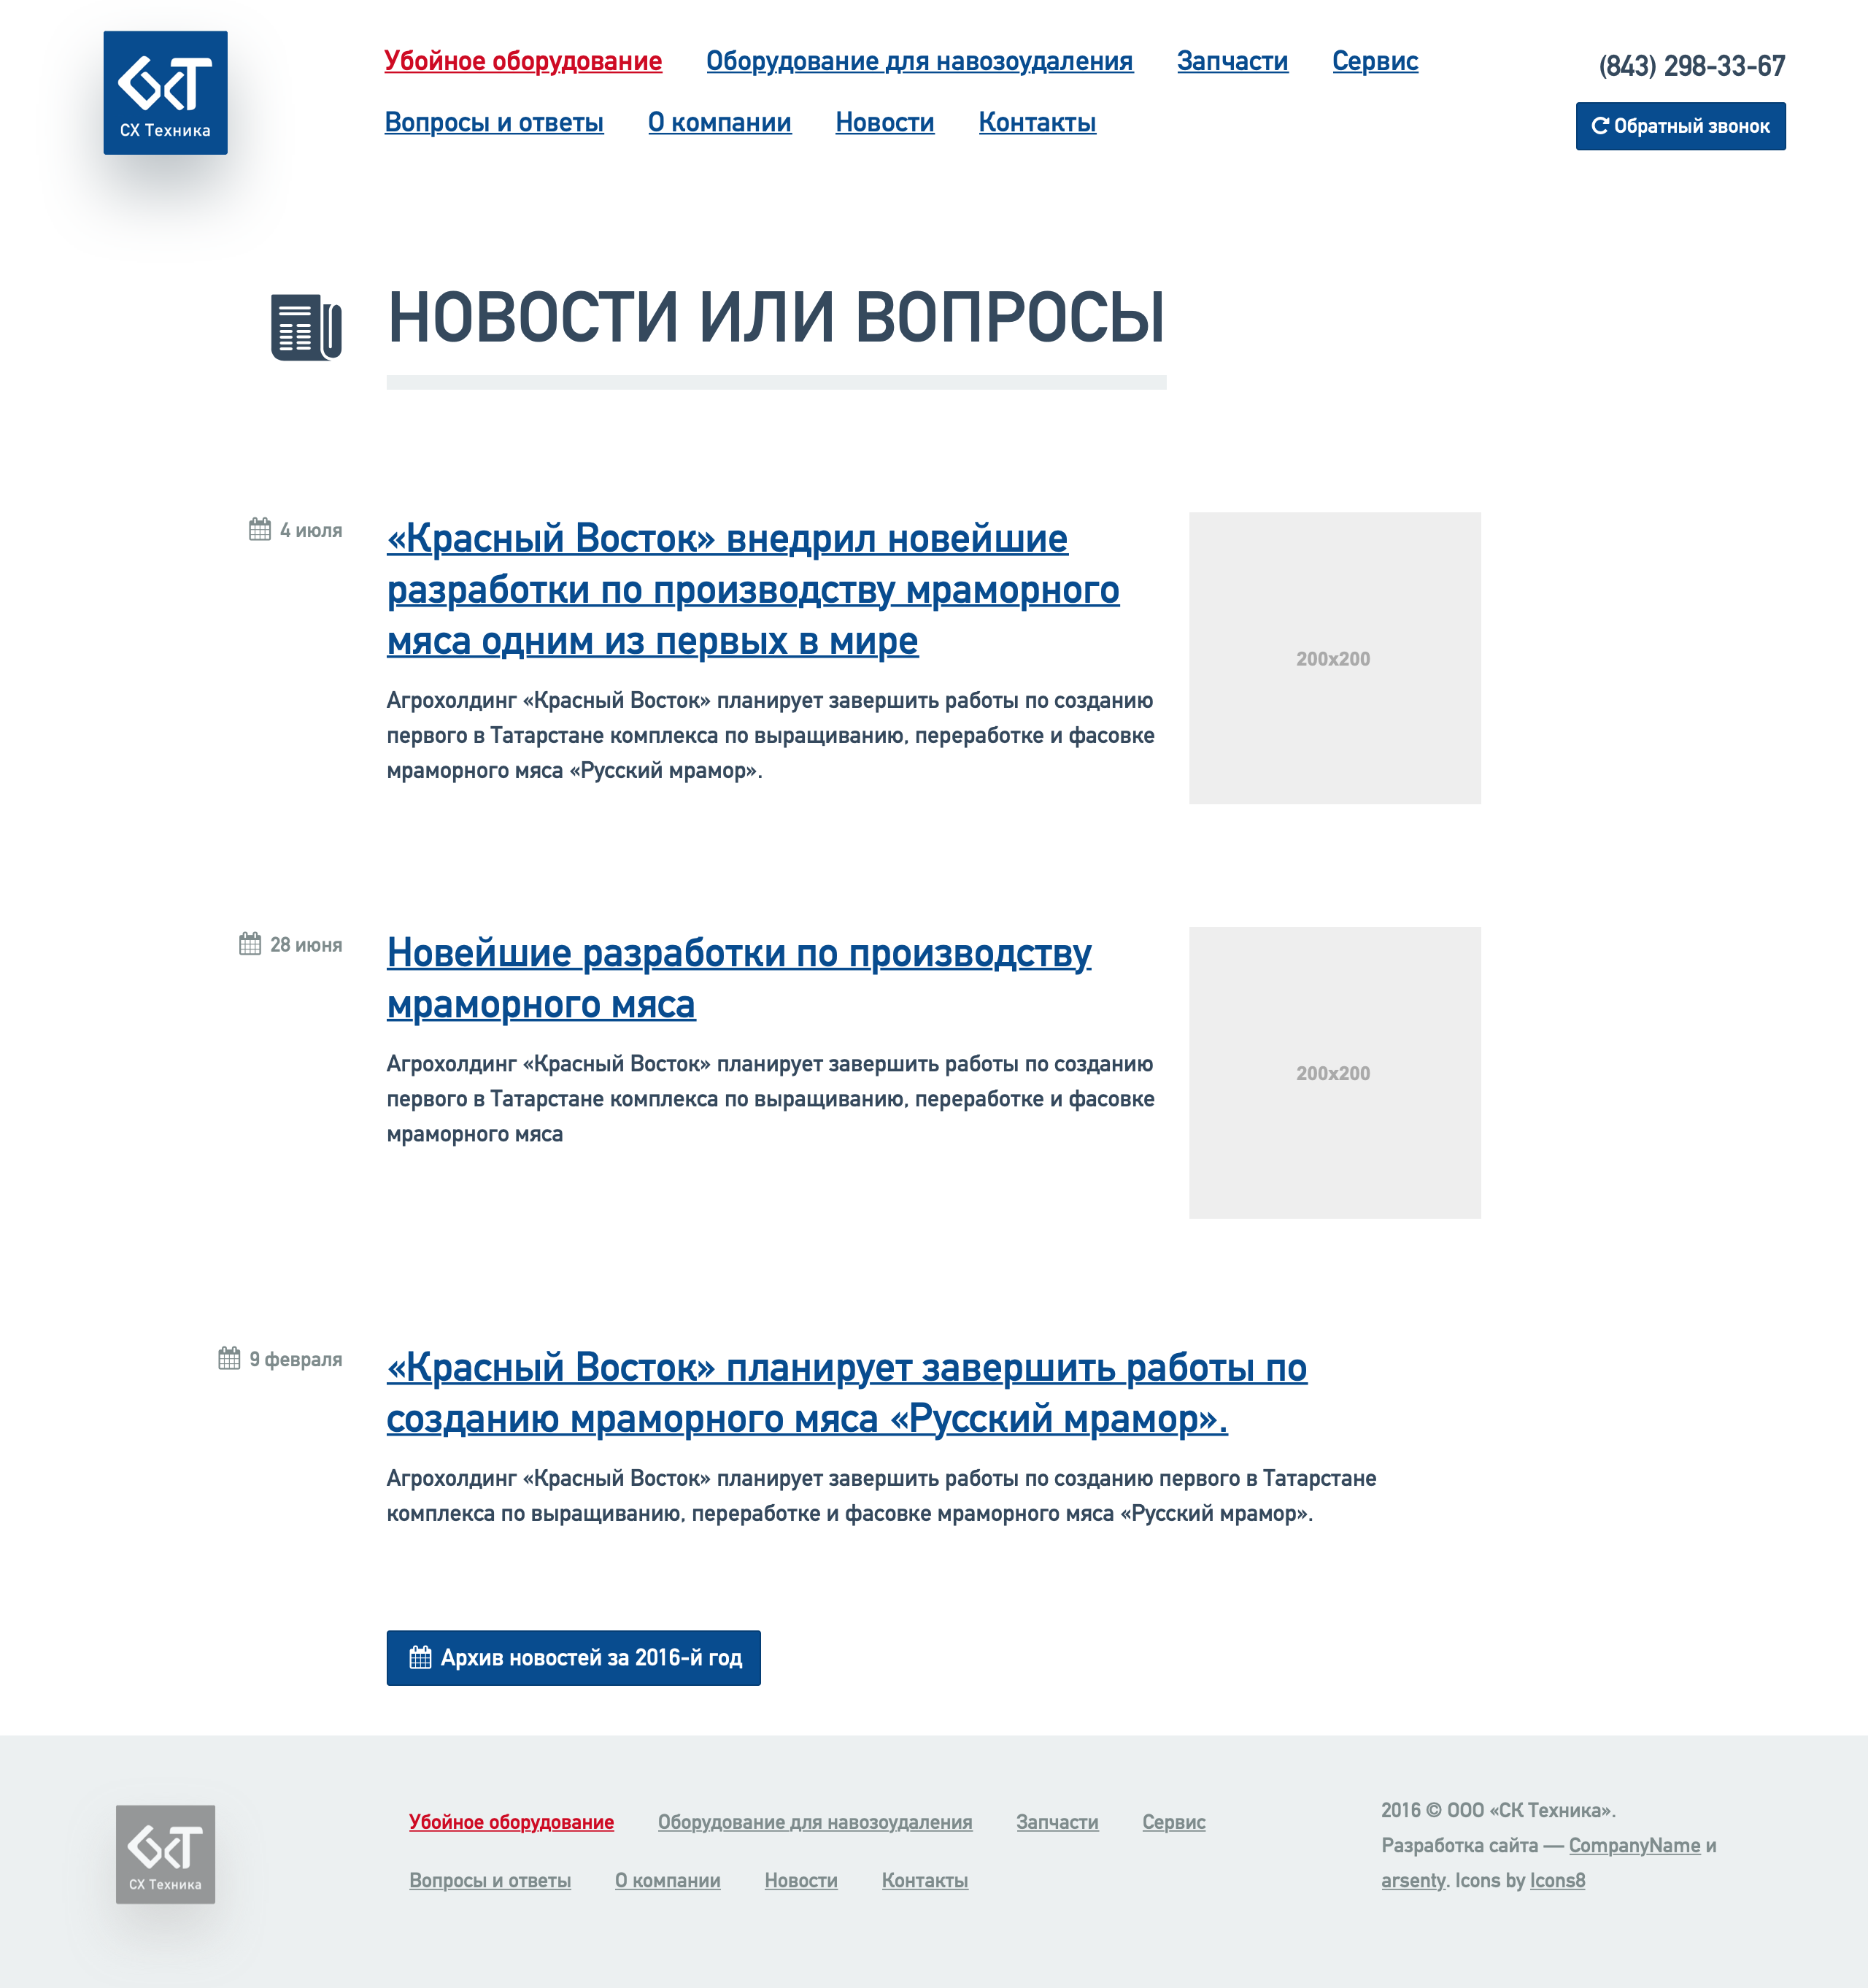 СХ Техника
Убойное оборудование Оборудование для навозоудаления Запчасти Сервис
Вопросы и ответы О компании Новости Контакты
(843) 298-33-67
Обратный звонок
НОВОСТИ ИЛИ ВОПРОСЫ
4 июля
«Красный Восток» внедрил новейшие
разработки по производству мраморного
мяса одним из первых в мире
Агрохолдинг «Красный Восток» планирует завершить работы по созданию
первого в Татарстане комплекса по выращиванию, переработке и фасовке
мраморного мяса «Русский мрамор».
200x200
28 июня
Новейшие разработки по производству
мраморного мяса
Агрохолдинг «Красный Восток» планирует завершить работы по созданию
первого в Татарстане комплекса по выращиванию, переработке и фасовке
мраморного мяса
200x200
9 февраля
«Красный Восток» планирует завершить работы по
созданию мраморного мяса «Русский мрамор».
Агрохолдинг «Красный Восток» планирует завершить работы по созданию первого в Татарстане
комплекса по выращиванию, переработке и фасовке мраморного мяса «Русский мрамор».
Архив новостей за 2016-й год
СХ Техника
Убойное оборудование Оборудование для навозоудаления Запчасти Сервис
Вопросы и ответы О компании Новости Контакты
2016 © ООО «СК Техника».
Разработка сайта — CompanyName и
arsenty. Icons by Icons8